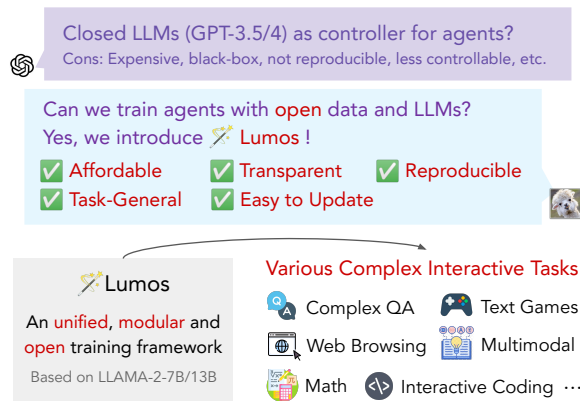 Closed LLMs (GPT-3.5/4) as controller for agents?
Cons: Expensive, black-box, not reproducible, less controllable, etc.
Can we train agents with open data and LLMs?
Yes, we introduce Lumos !
Affordable Transparent Reproducible
Task-General Easy to Update
Lumos
An unified, modular and
open training framework
Based on LLAMA-2-7B/13B
Various Complex Interactive Tasks
Q A Complex QA Text Games
Web Browsing Multimodal
Math Interactive Coding ...